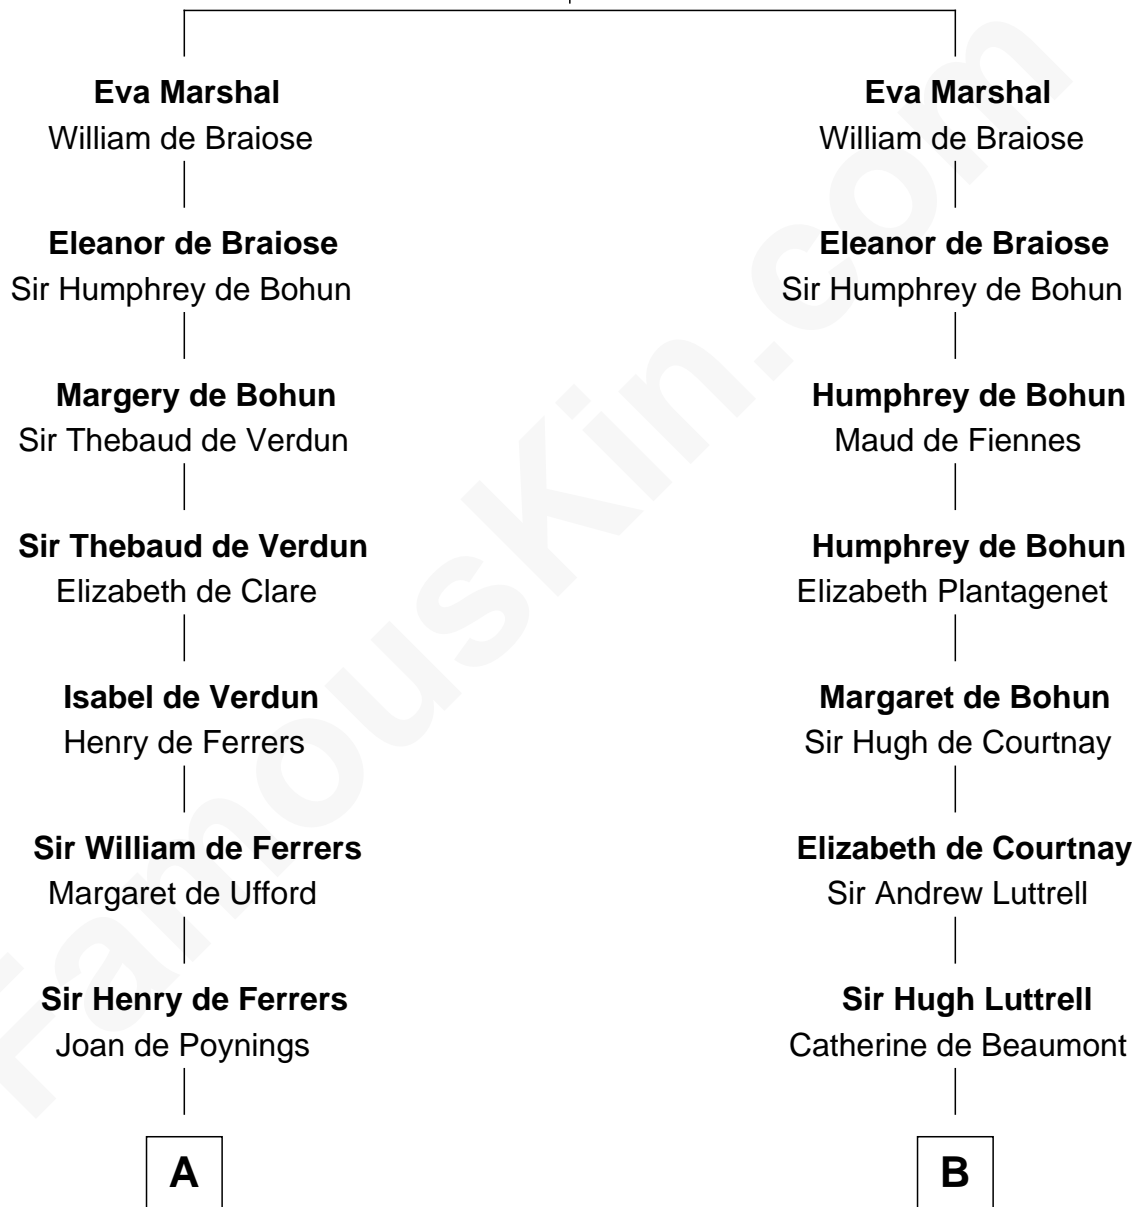 Eva Marshal
William de Braiose
Eleanor de Braiose
Sir Humphrey de Bohun
Margery de Bohun
Sir Thebaud de Verdun
Sir Thebaud de Verdun
Elizabeth de Clare
Isabel de Verdun
Henry de Ferrers
Sir William de Ferrers
Margaret de Ufford
Sir Henry de Ferrers
Joan de Poynings
A
Eva Marshal
William de Braiose
Eleanor de Braiose
Sir Humphrey de Bohun
Humphrey de Bohun
Maud de Fiennes
Humphrey de Bohun
Elizabeth Plantagenet
Margaret de Bohun
Sir Hugh de Courtnay
Elizabeth de Courtnay
Sir Andrew Luttrell
Sir Hugh Luttrell
Catherine de Beaumont
B
FamousKin.com